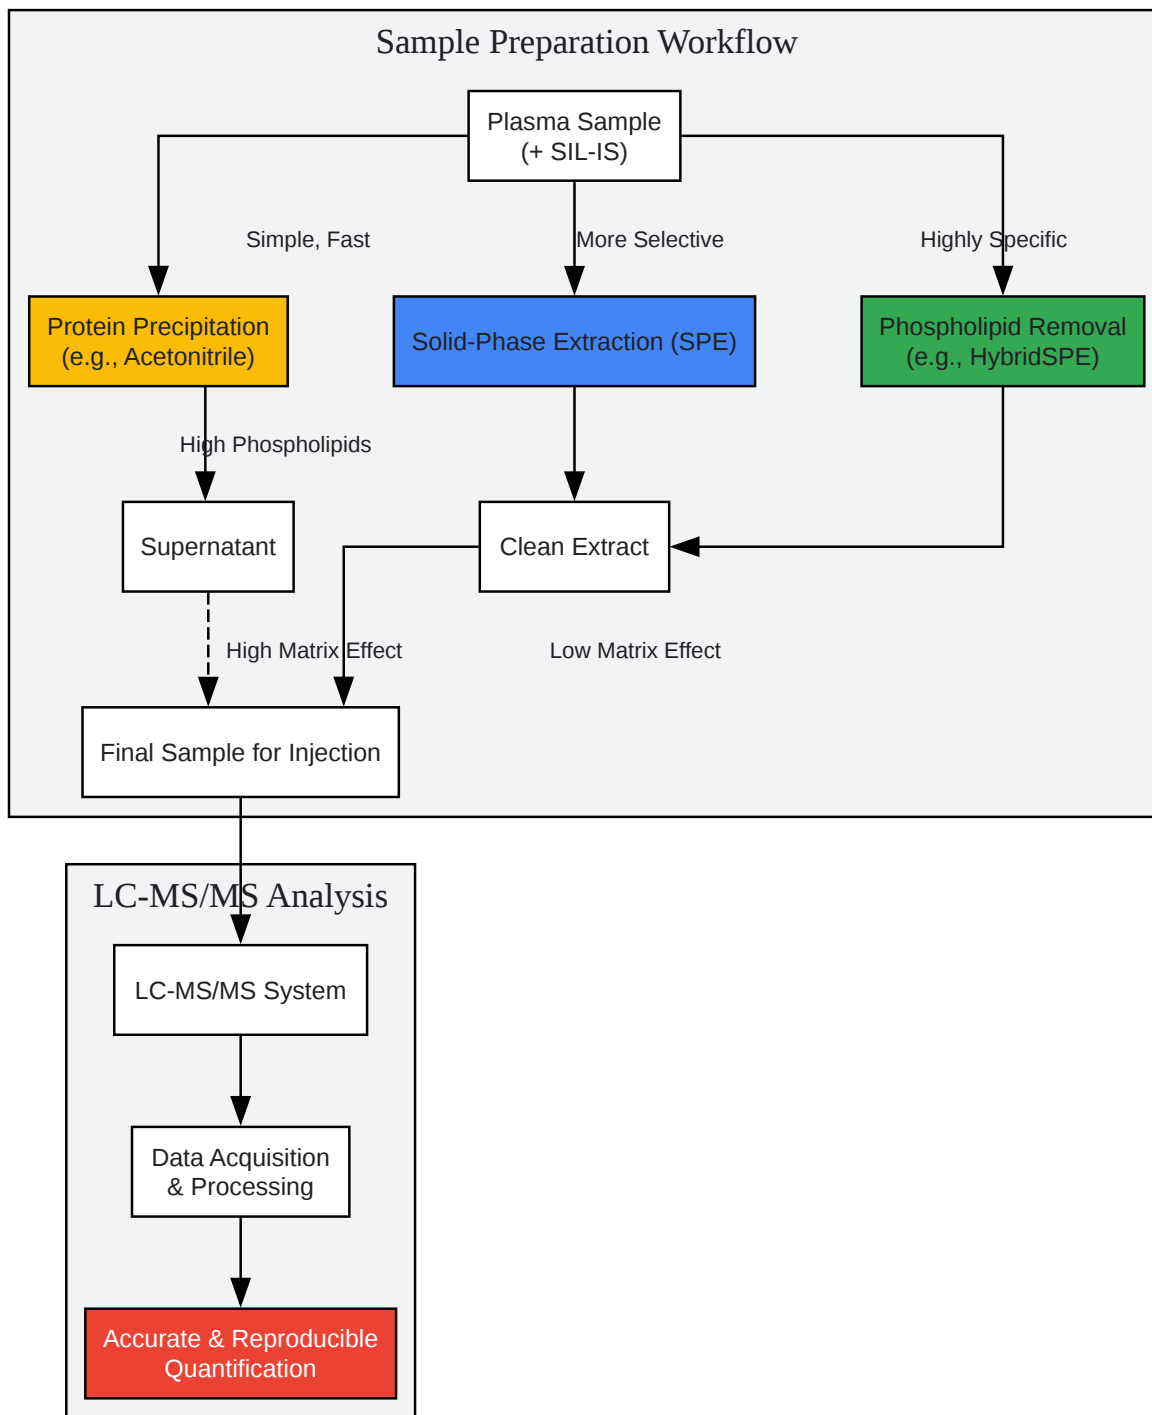 Sample Preparation Workflow
Plasma Sample
(+ SIL-IS)
Simple, Fast
More Selective
Highly Specific
Protein Precipitation
(e.g., Acetonitrile)
Solid-Phase Extraction (SPE)
Phospholipid Removal
(e.g., HybridSPE)
High Phospholipids
Supernatant
Clean Extract
High Matrix Effect
Low Matrix Effect
Final Sample for Injection
LC-MS/MS Analysis
LC-MS/MS System
Data Acquisition
& Processing
Accurate & Reproducible
Quantification